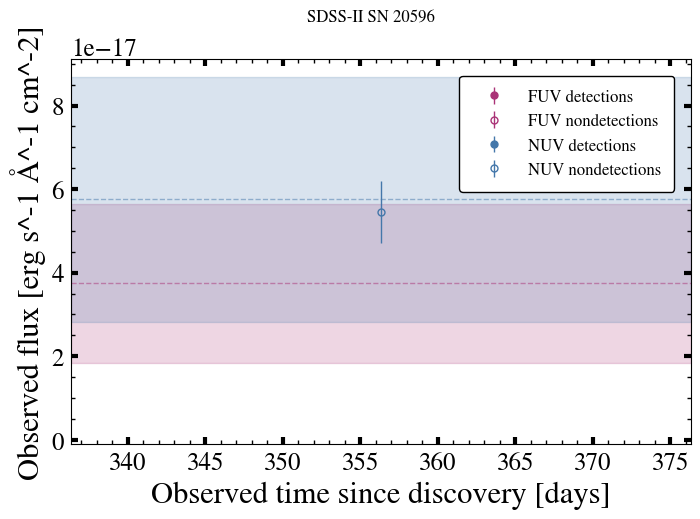 SDSS-II SN 20596
1e−17
Observed flux [erg s^-1 Å^-1 cm^-2]
8
6
4
2
0
FUV detections
FUV nondetections
NUV detections
NUV nondetections
340 345 350 355 360 365 370 375
Observed time since discovery [days]